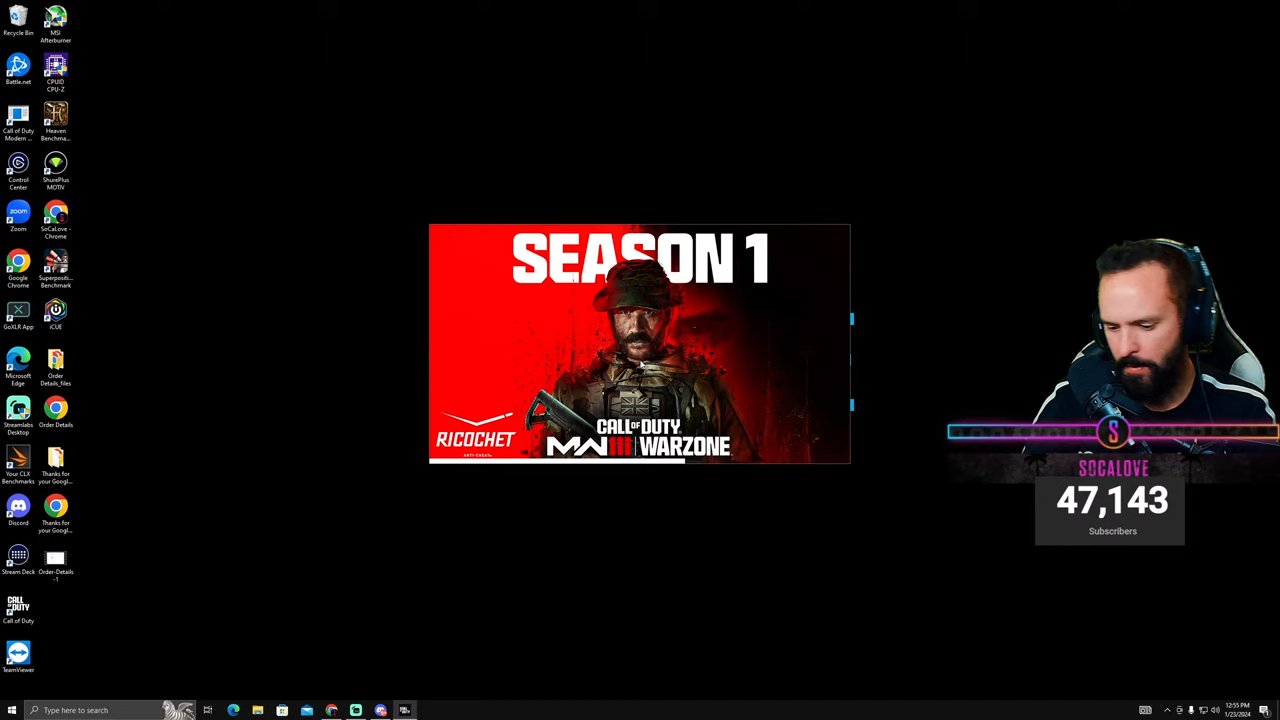 Recycle Bin
MSI
Afterburner
Battle.net
CPUID
CPU-Z
Call of Duty
Modern ...
Heaven
Benchma...
Control
Center
ShurePlus
MOTIV
Zoom
SoCaLove -
Chrome
Google
Chrome
Superpositi...
Benchmark
GoXLR App
iCUE
Microsoft
Edge
Order
Details_files
Streamlabs
Desktop
Order Details
Your CLX
Benchmarks
Thanks for
your Googl...
Discord
Thanks for
your Googl...
Stream Deck
Order-Details
-1
Call of Duty
TeamViewer
SEASON 1
RICOCHET
ANTI-CHEAT
CALL OF DUTY
MWIII | WARZONE
SOCALOVE
47,143
Subscribers
Type here to search
12:55 PM
1/23/2024